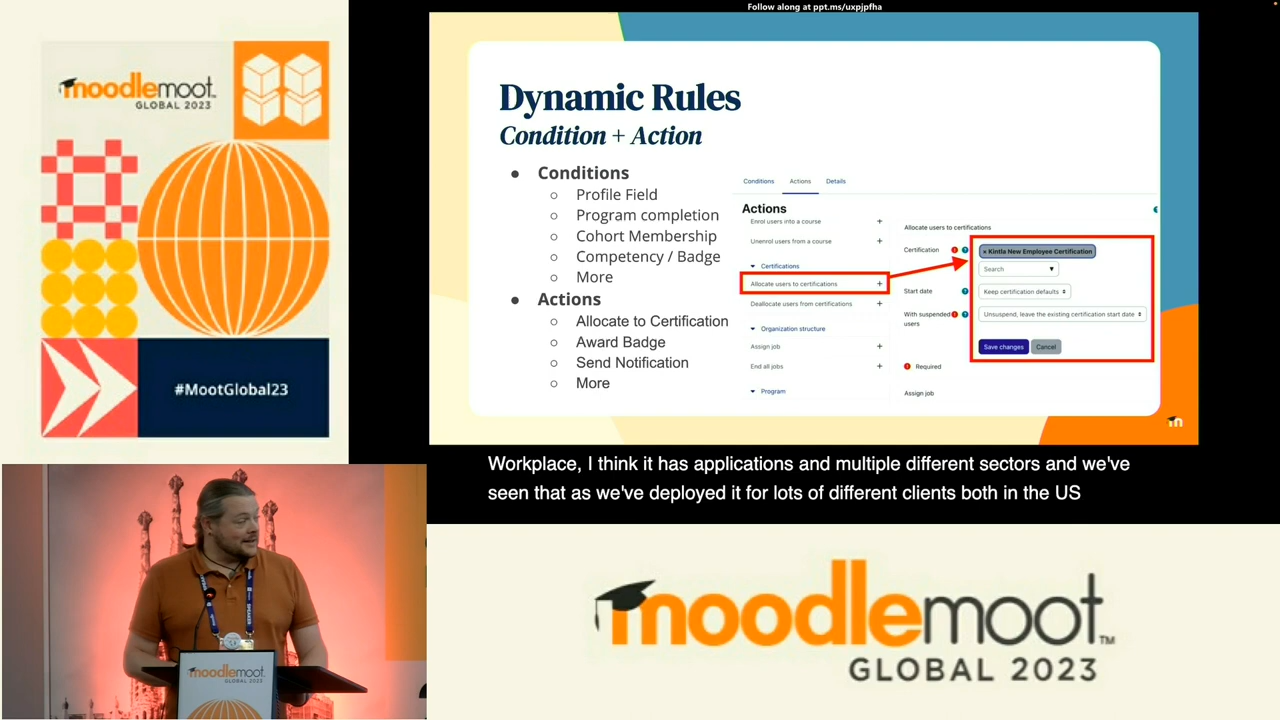 Follow along at ppt.ms/uxpjpfha
moodlemoot
GLOBAL 2023
#MootGlobal23
Dynamic Rules
Condition + Action
Conditions
Profile Field
Program completion
Cohort Membership
Competency / Badge
More
Actions
Allocate to Certification
Award Badge
Send Notification
More
Conditions Actions Details
Actions
Enrol users into a course
Unenrol users from a course
Certifications
Allocate users to certifications
Deallocate users from certifications
Organization structure
Assign job
End all jobs
Program
Allocate users to certifications
Certification
× Kintla New Employee Certification
Search
Start date
Keep certification defaults
With suspended users
Unsuspend, leave the existing certification start date
Save changes Cancel
Required
Assign job
m
Workplace, I think it has applications and multiple different sectors and we've
seen that as we've deployed it for lots of different clients both in the US
SPEAKER
moodlemoot
GLOBAL 2023
moodlemoot™
GLOBAL 2023